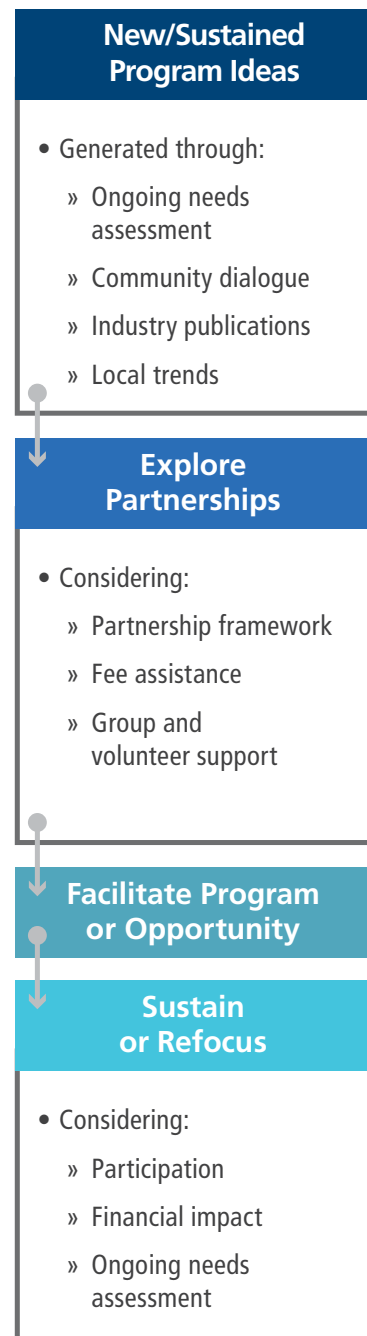 New/Sustained
Program Ideas
• Generated through:
» Ongoing needs
assessment
» Community dialogue
» Industry publications
» Local trends
Explore
Partnerships
• Considering:
» Partnership framework
» Fee assistance
» Group and
volunteer support
Facilitate Program
or Opportunity
Sustain
or Refocus
• Considering:
» Participation
» Financial impact
» Ongoing needs
assessment